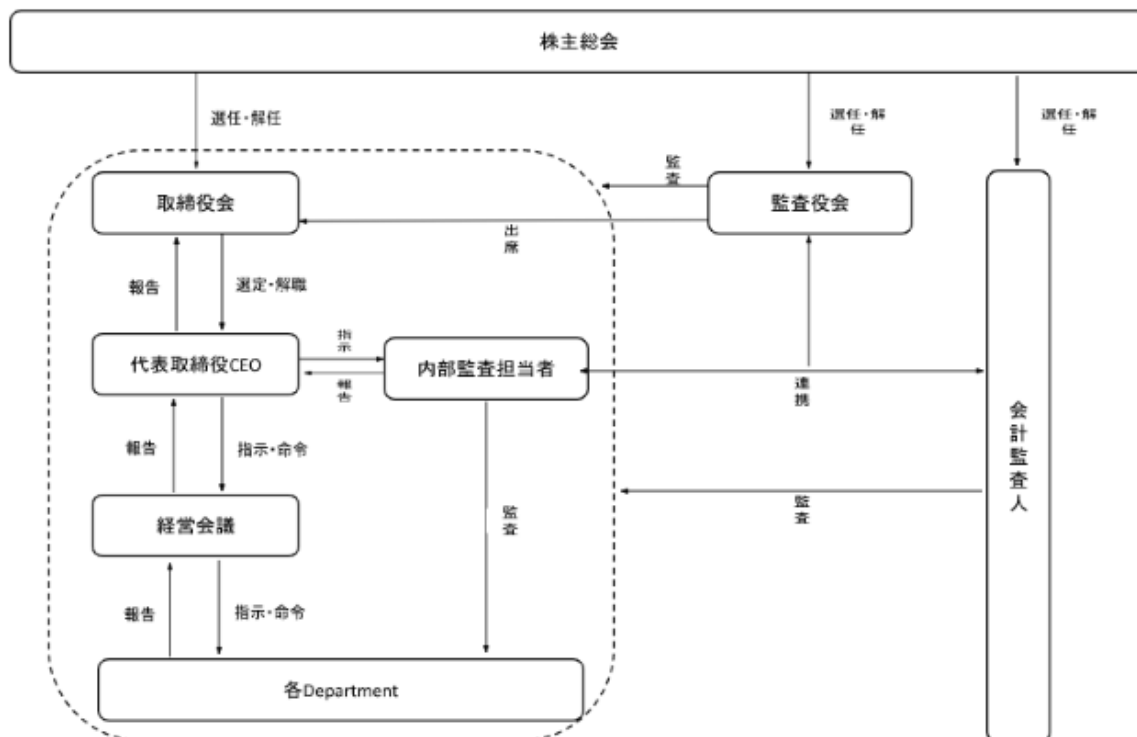 株主総会
選任・解任
選任・解
任
選任・解
任
監
査
取締役会
監査役会
出
席
報告
選定・解職
指
示
代表取締役CEO
内部監査担当者
報
告
連
携
報告
指示・命令
会
計
監
査
人
経営会議
監
査
監
査
報告
指示・命令
各Department